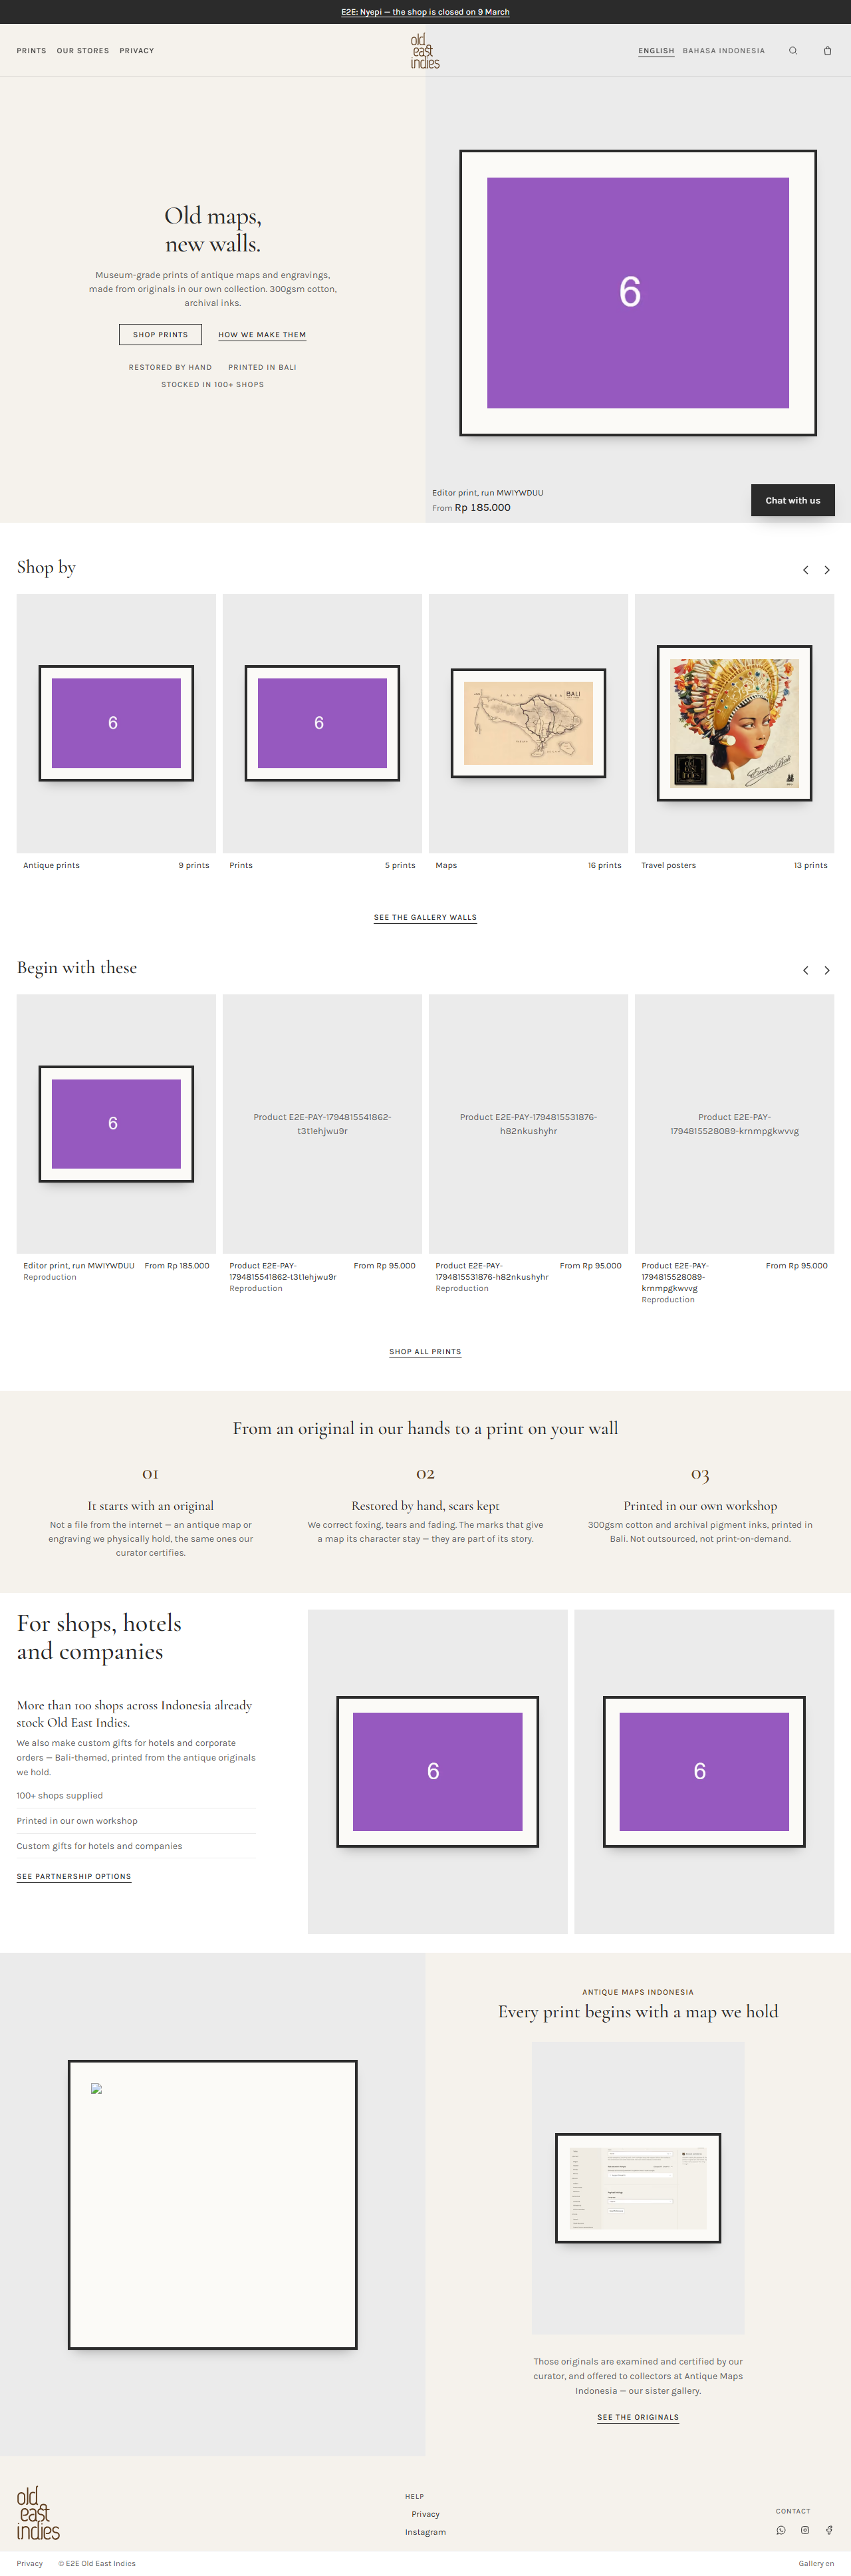 E2E: Nyepi — the shop is closed on 9 March
PRINTS OUR STORES PRIVACY
old
east
indies
ENGLISH BAHASA INDONESIA
Old maps,
new walls.
Museum-grade prints of antique maps and engravings,
made from originals in our own collection. 300gsm cotton,
archival inks.
SHOP PRINTS HOW WE MAKE THEM
RESTORED BY HAND PRINTED IN BALI
STOCKED IN 100+ SHOPS
6
Editor print, run MWIYWDUU
From Rp 185.000
Chat with us
Shop by
6
6
BALI
Antique prints 9 prints
Prints 5 prints
Maps 16 prints
Travel posters 13 prints
SEE THE GALLERY WALLS
Begin with these
6
Product E2E-PAY-1794815541862-
t3t1ehjwu9r
Product E2E-PAY-1794815531876-
h82nkushyhr
Product E2E-PAY-
1794815528089-krnmpgkwvvg
Editor print, run MWIYWDUU From Rp 185.000
Reproduction
Product E2E-PAY- From Rp 95.000
1794815541862-t3t1ehjwu9r
Reproduction
Product E2E-PAY- From Rp 95.000
1794815531876-h82nkushyhr
Reproduction
Product E2E-PAY- From Rp 95.000
1794815528089-
krnmpgkwvvg
Reproduction
SHOP ALL PRINTS
From an original in our hands to a print on your wall
01
It starts with an original
Not a file from the internet — an antique map or
engraving we physically hold, the same ones our
curator certifies.
02
Restored by hand, scars kept
We correct foxing, tears and fading. The marks that give
a map its character stay — they are part of its story.
03
Printed in our own workshop
300gsm cotton and archival pigment inks, printed in
Bali. Not outsourced, not print-on-demand.
For shops, hotels
and companies
More than 100 shops across Indonesia already
stock Old East Indies.
We also make custom gifts for hotels and corporate
orders — Bali-themed, printed from the antique originals
we hold.
100+ shops supplied
Printed in our own workshop
Custom gifts for hotels and companies
SEE PARTNERSHIP OPTIONS
6
6
ANTIQUE MAPS INDONESIA
Every print begins with a map we hold
Those originals are examined and certified by our
curator, and offered to collectors at Antique Maps
Indonesia — our sister gallery.
SEE THE ORIGINALS
old
east
indies
HELP
Privacy
Instagram
CONTACT
Privacy © E2E Old East Indies
Gallery en